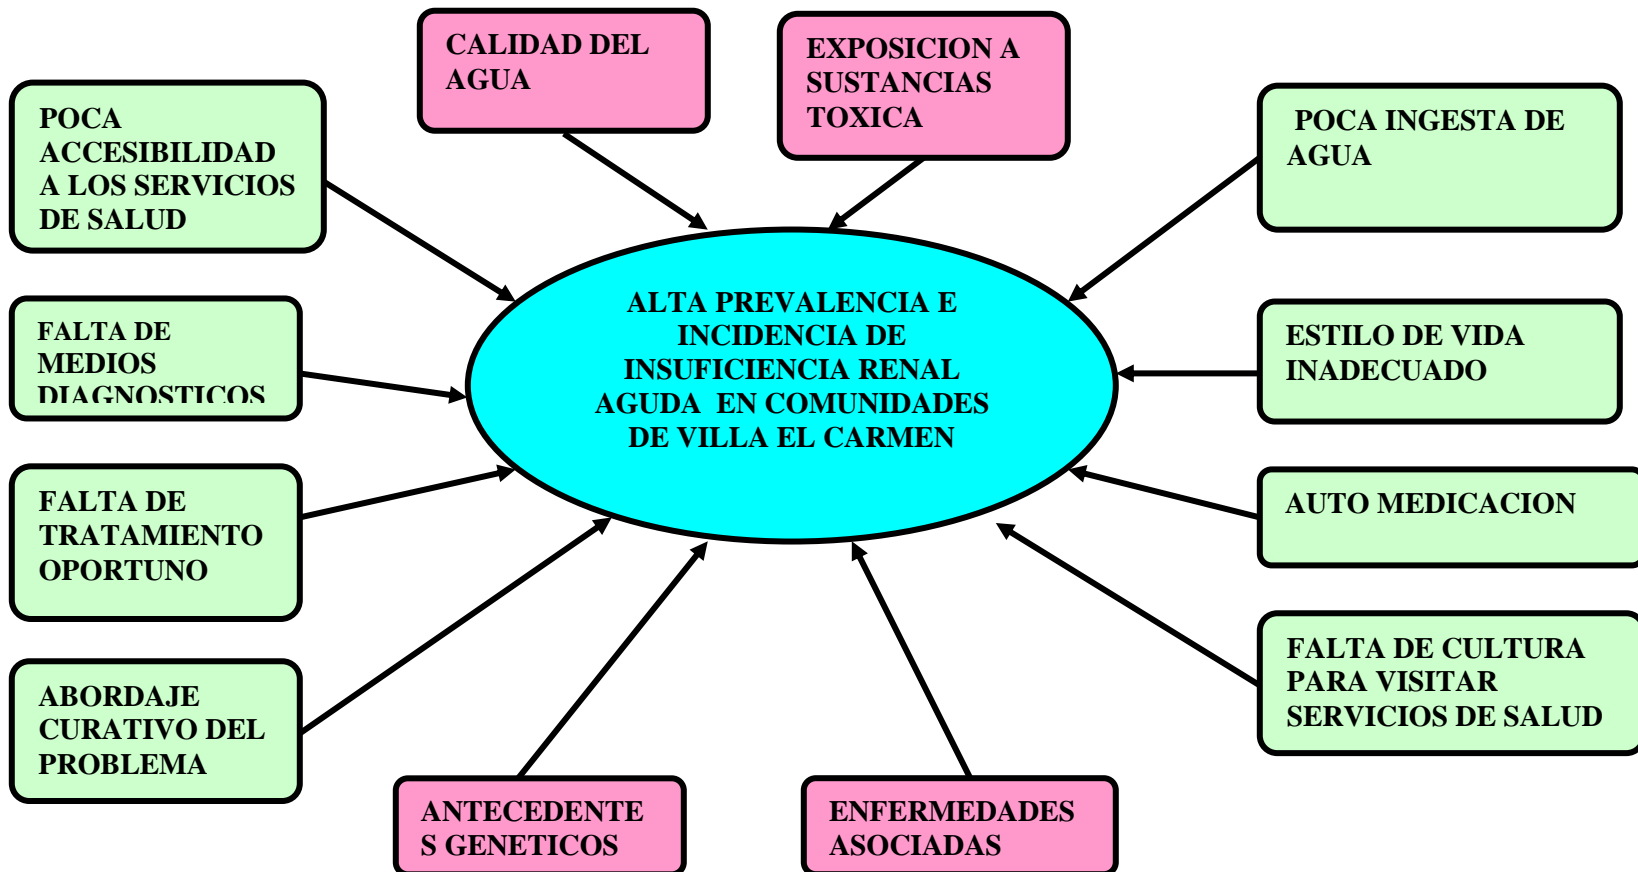 CALIDAD DEL
AGUA
EXPOSICION A
SUSTANCIAS
TOXICA
POCA
ACCESIBILIDAD
A LOS SERVICIOS
DE SALUD
POCA INGESTA DE
AGUA
ALTA PREVALENCIA E
INCIDENCIA DE
INSUFICIENCIA RENAL
AGUDA EN COMUNIDADES
DE VILLA EL CARMEN
FALTA DE
MEDIOS
DIAGNOSTICOS
ESTILO DE VIDA
INADECUADO
FALTA DE
TRATAMIENTO
OPORTUNO
AUTO MEDICACION
ABORDAJE
CURATIVO DEL
PROBLEMA
FALTA DE CULTURA
PARA VISITAR
SERVICIOS DE SALUD
ANTECEDENTE
S GENETICOS
ENFERMEDADES
ASOCIADAS